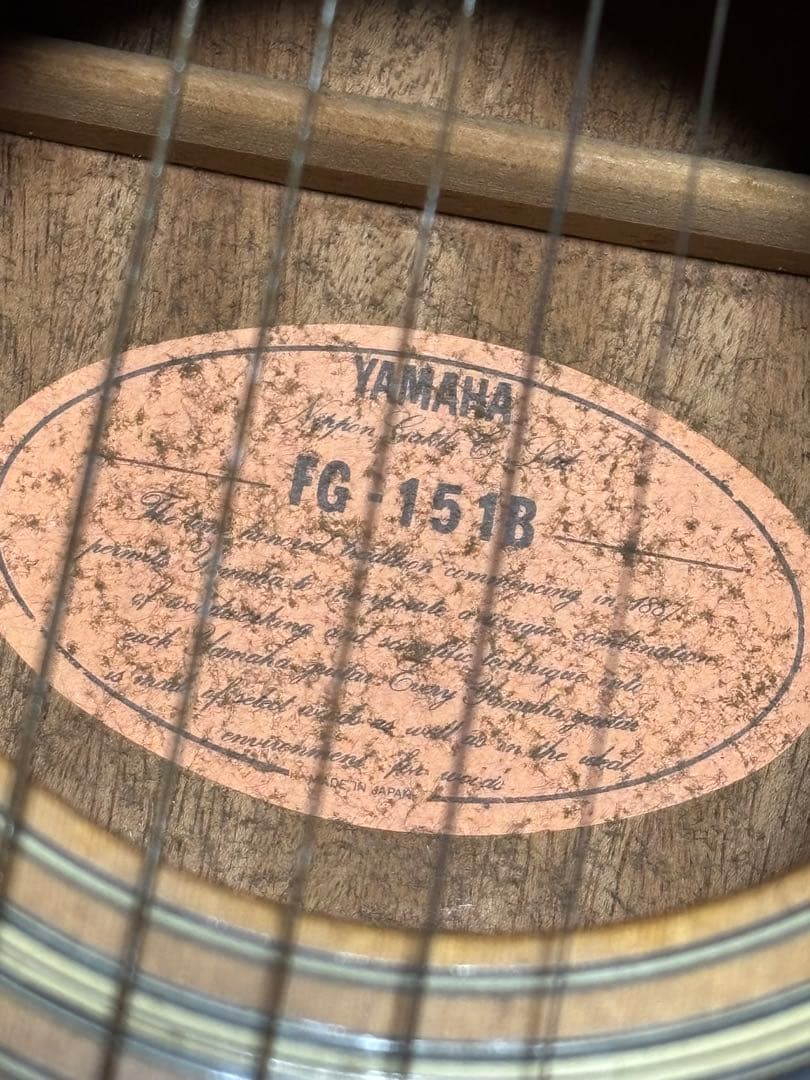 YAMAHA
Nippon Gakki Co. Ltd
FG-151B
The time honored tradition commencing in 1887
permits Yamaha to incorporate a unique combination
of woodworking and scientific technique into
each Yamaha guitar. Every Yamaha guitar
is made of select woods as well as in the ideal
environment for wood.
MADE IN JAPAN